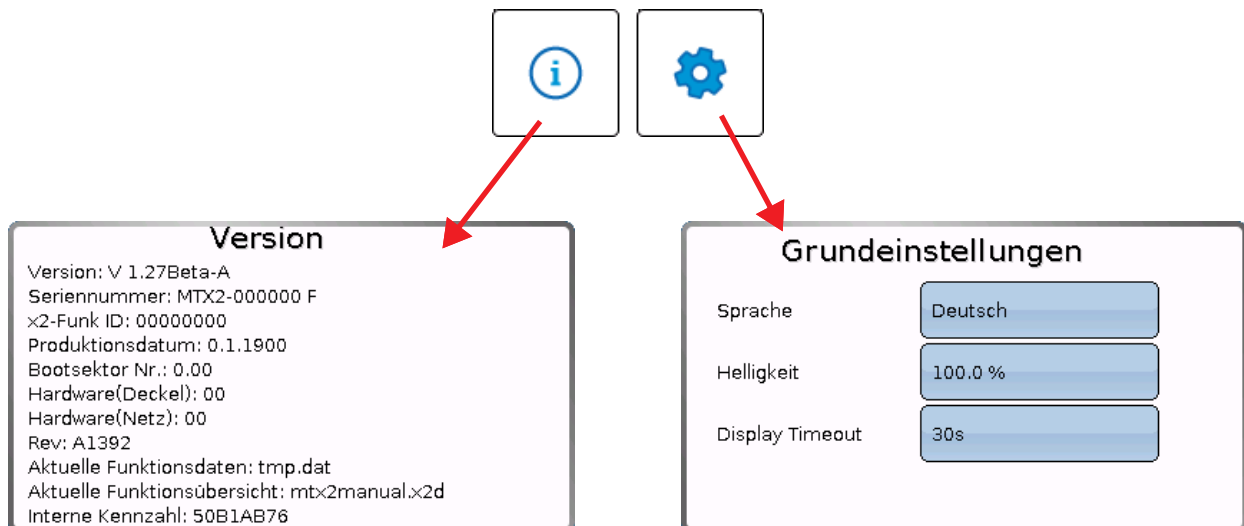 i
Version
Version: V 1.27Beta-A
Seriennummer: MTX2-000000 F
x2-Funk ID: 00000000
Produktionsdatum: 0.1.1900
Bootsektor Nr.: 0.00
Hardware(Deckel): 00
Hardware(Netz): 00
Rev: A1392
Aktuelle Funktionsdaten: tmp.dat
Aktuelle Funktionsübersicht: mtx2manual.x2d
Interne Kennzahl: 50B1AB76
Grundeinstellungen
Sprache Deutsch
Helligkeit 100.0 %
Display Timeout 30s